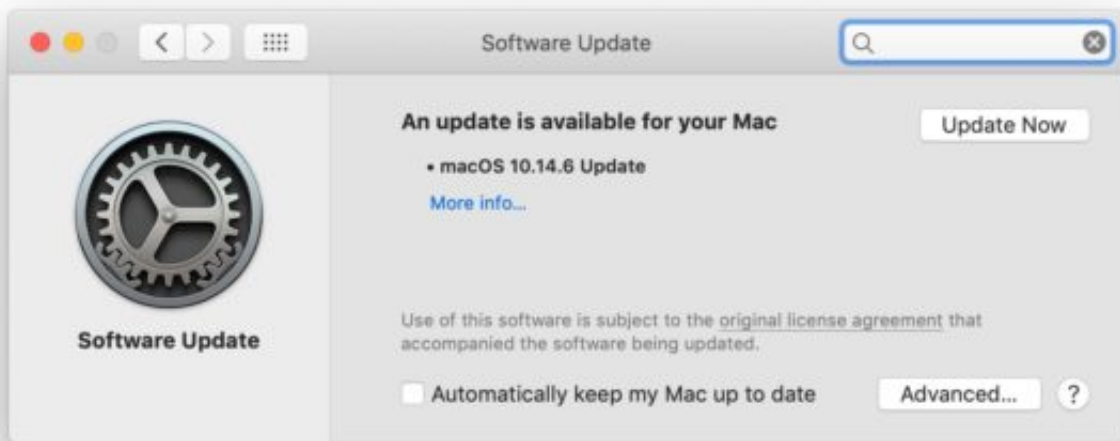 Software Update
An update is available for your Mac
Update Now
• macOS 10.14.6 Update
More info...
Software Update
Use of this software is subject to the original license agreement that
accompanied the software being updated.
Automatically keep my Mac up to date
Advanced...
?